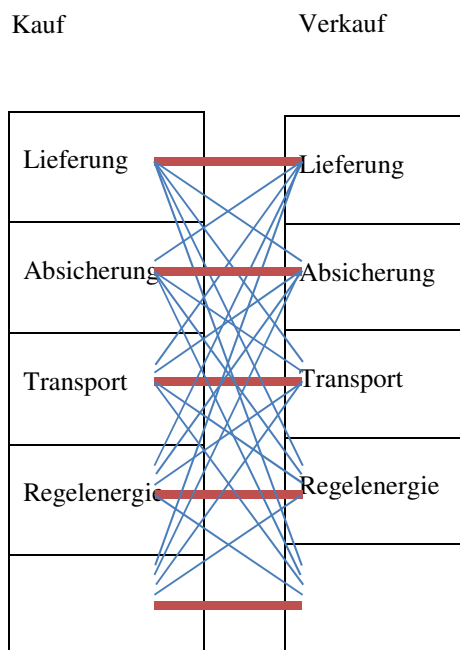 Kauf
Verkauf
Lieferung
Lieferung
Absicherung
Absicherung
Transport
Transport
Regelenergie
Regelenergie